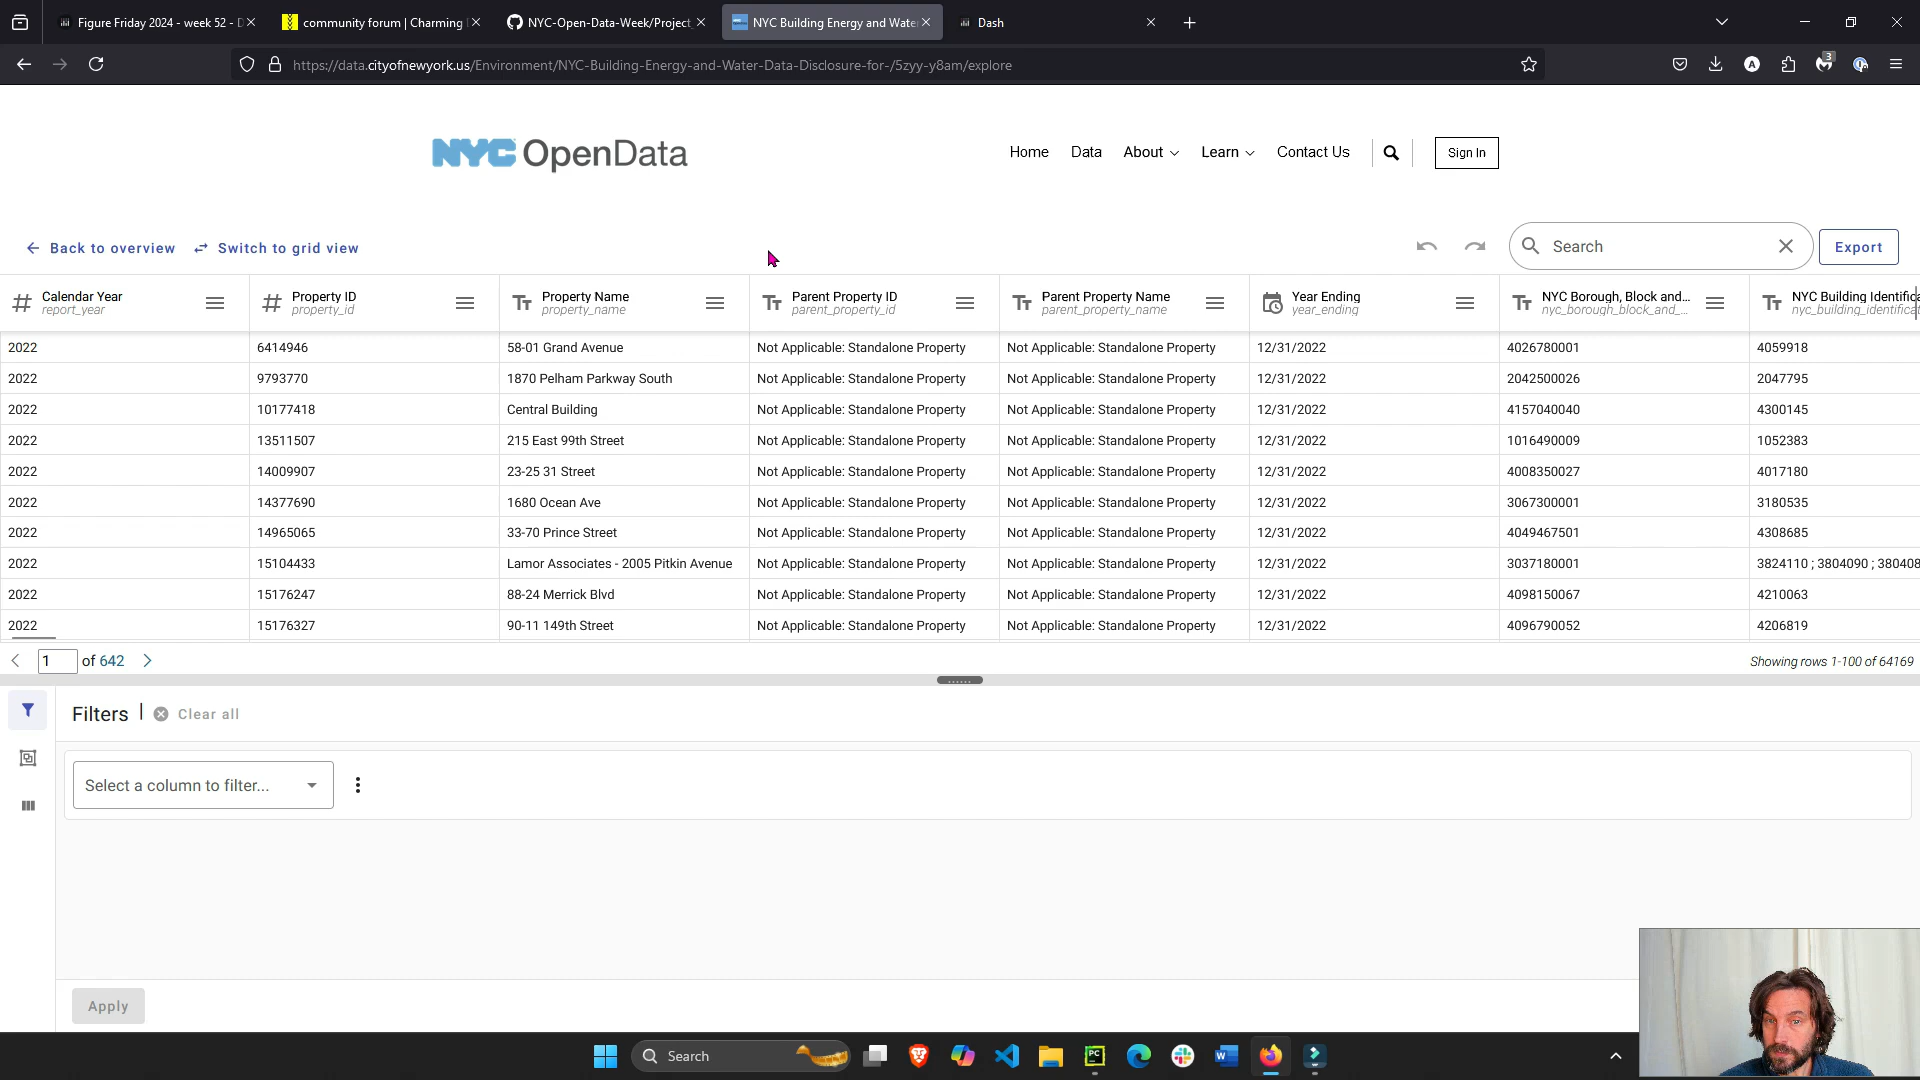 Figure Friday 2024 - week 52 - D
community forum | Charming
NYC-Open-Data-Week/Project
NYC Building Energy and Wate
Dash
https://data.cityofnewyork.us/Environment/NYC-Building-Energy-and-Water-Data-Disclosure-for-/5zyy-y8am/explore
3
NYC OpenData
Home Data About Learn Contact Us Sign In
Back to overview Switch to grid view Search Export
Calendar Year Property ID Property Name Parent Property ID Parent Property Name Year Ending NYC Borough, Block and... NYC Building Identifica
report_year property_id property_name parent_property_id parent_property_name year_ending nyc_borough_block_and_... nyc_building_identificat
2022 6414946 58-01 Grand Avenue Not Applicable: Standalone Property Not Applicable: Standalone Property 12/31/2022 4026780001 4059918
2022 9793770 1870 Pelham Parkway South Not Applicable: Standalone Property Not Applicable: Standalone Property 12/31/2022 2042500026 2047795
2022 10177418 Central Building Not Applicable: Standalone Property Not Applicable: Standalone Property 12/31/2022 4157040040 4300145
2022 13511507 215 East 99th Street Not Applicable: Standalone Property Not Applicable: Standalone Property 12/31/2022 1016490009 1052383
2022 14009907 23-25 31 Street Not Applicable: Standalone Property Not Applicable: Standalone Property 12/31/2022 4008350027 4017180
2022 14377690 1680 Ocean Ave Not Applicable: Standalone Property Not Applicable: Standalone Property 12/31/2022 3067300001 3180535
2022 14965065 33-70 Prince Street Not Applicable: Standalone Property Not Applicable: Standalone Property 12/31/2022 4049467501 4308685
2022 15104433 Lamor Associates - 2005 Pitkin Avenue Not Applicable: Standalone Property Not Applicable: Standalone Property 12/31/2022 3037180001 3824110 ; 3804090 ; 380408
2022 15176247 88-24 Merrick Blvd Not Applicable: Standalone Property Not Applicable: Standalone Property 12/31/2022 4098150067 4210063
2022 15176327 90-11 149th Street Not Applicable: Standalone Property Not Applicable: Standalone Property 12/31/2022 4096790052 4206819
1 of 642 Showing rows 1-100 of 64169
Filters Clear all
Select a column to filter...
Apply
Search